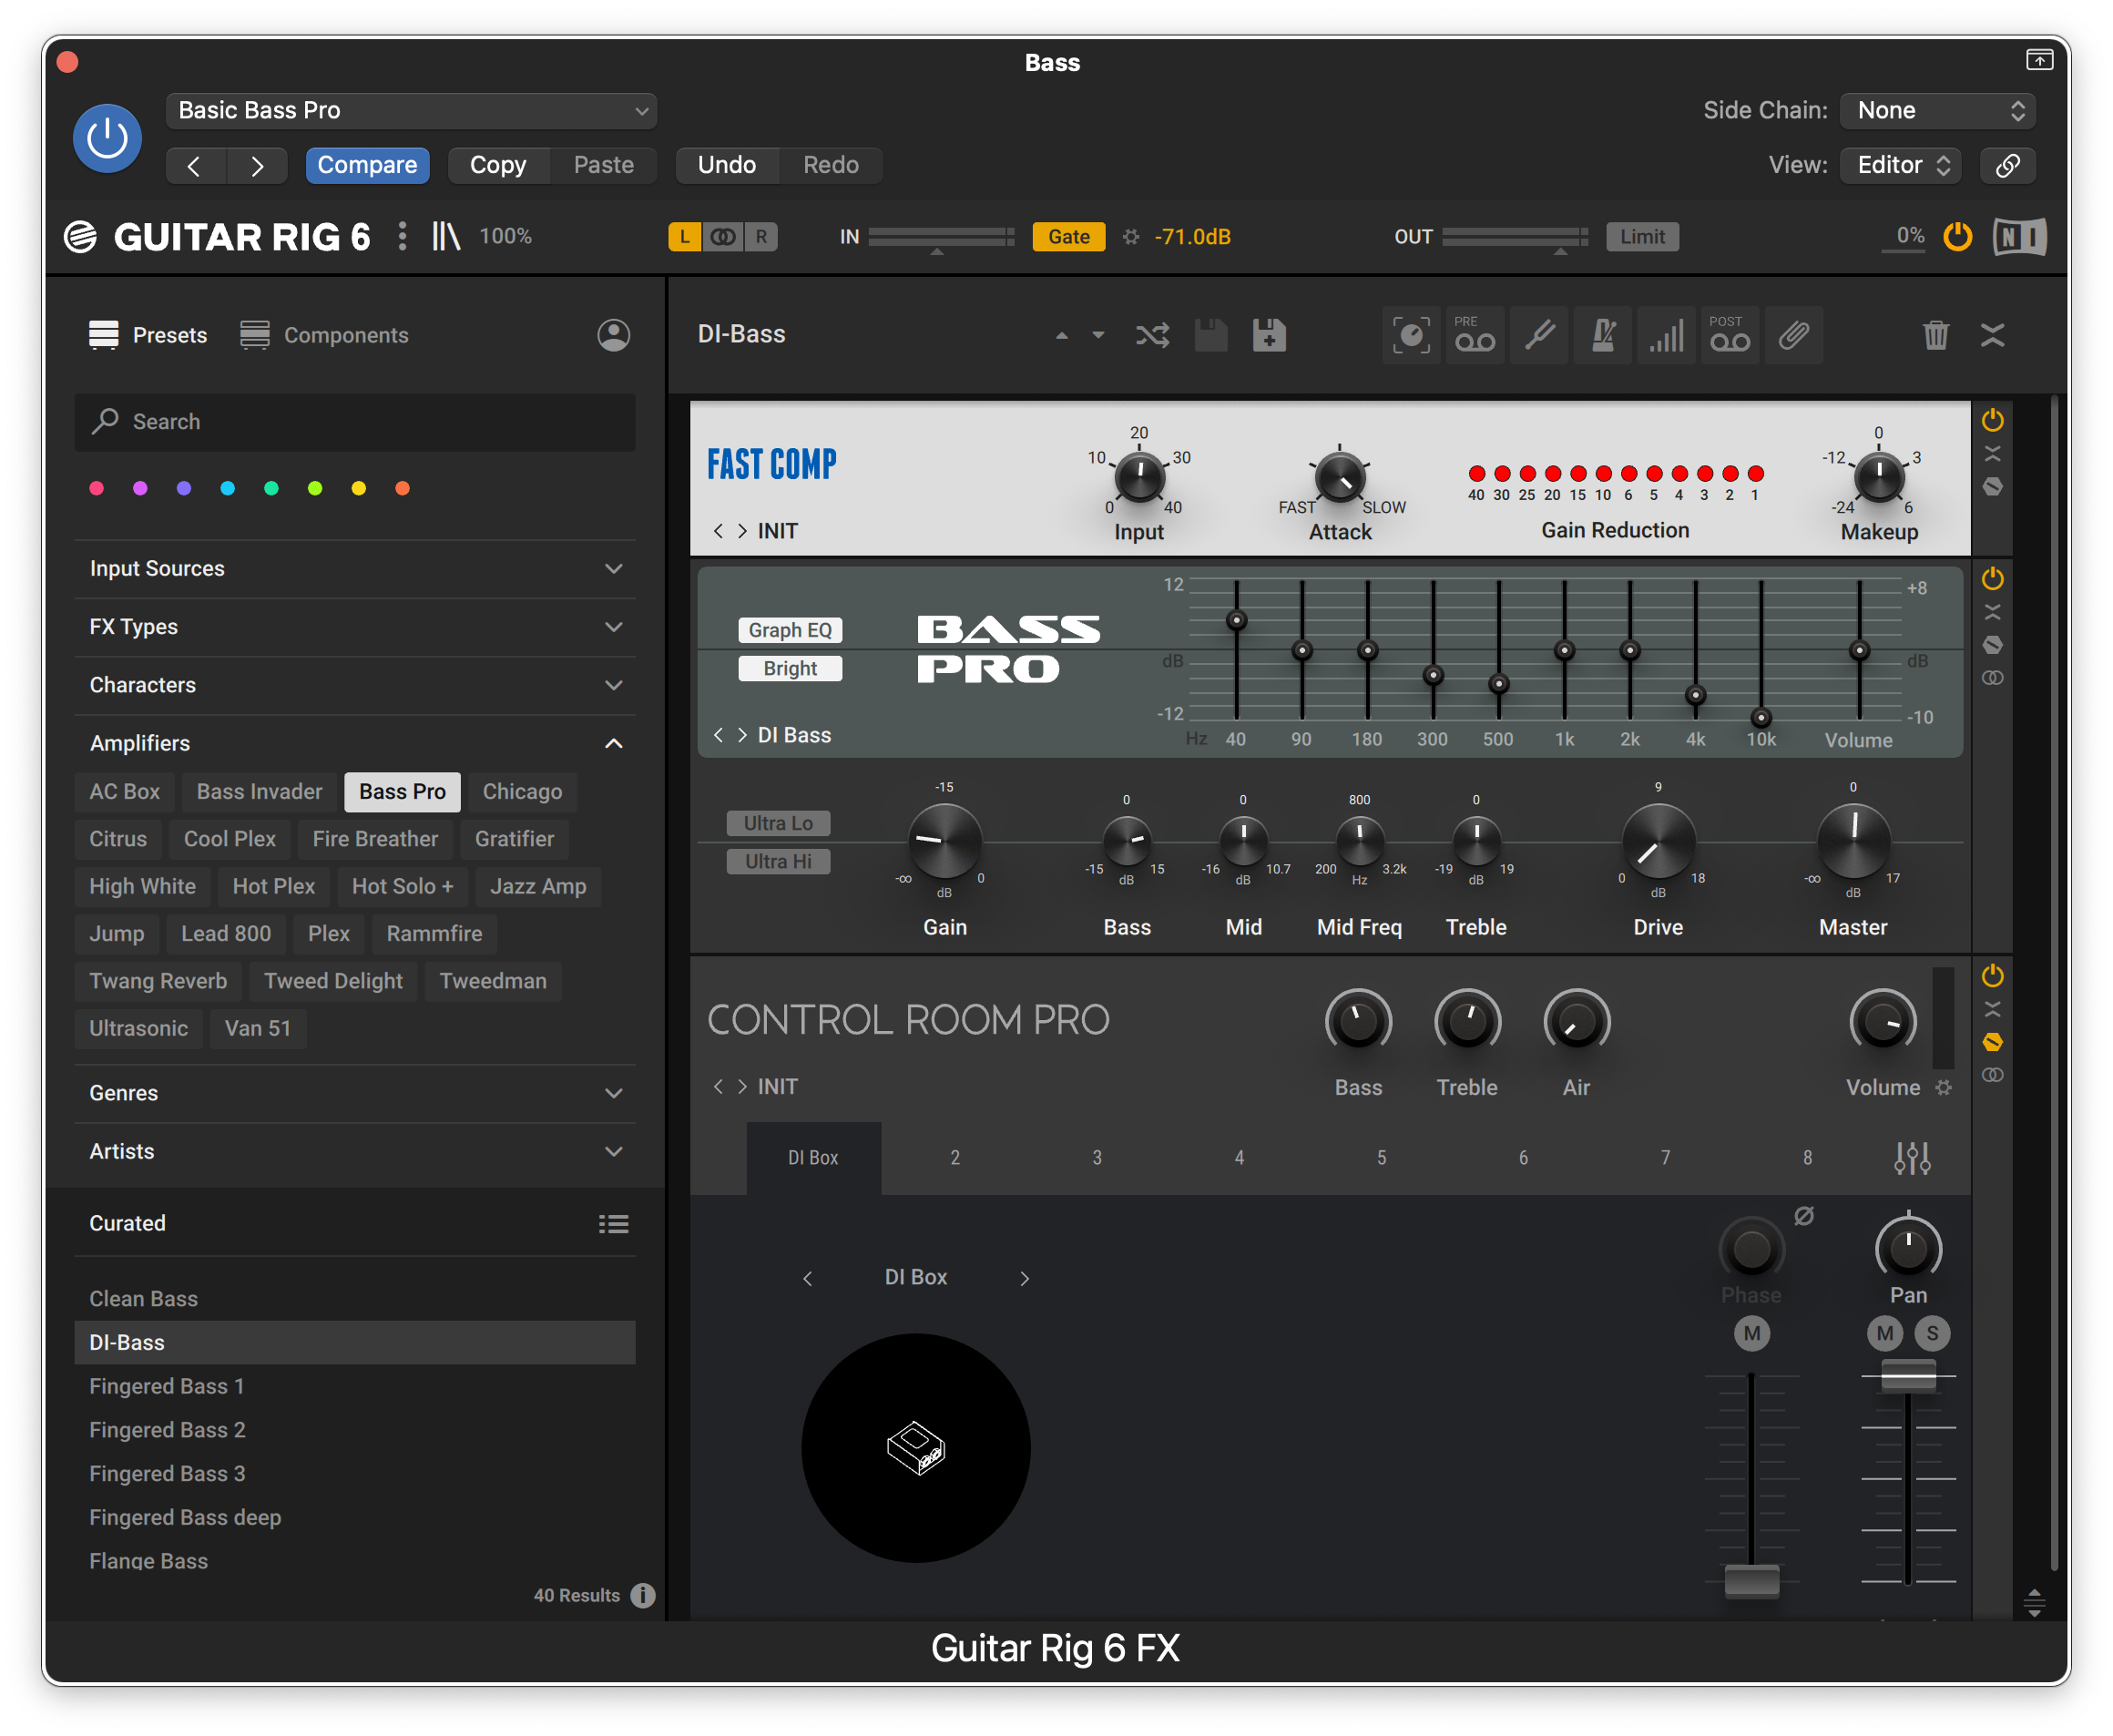 Bass
Basic Bass Pro
Side Chain: None
Compare Copy Paste Undo Redo
View: Editor
GUITAR RIG 6 100% L R IN Gate -71.0dB OUT Limit 0% NI
Presets Components
DI-Bass
PRE POST
Search
Input Sources
FX Types
Characters
Amplifiers
AC Box Bass Invader Bass Pro Chicago
Citrus Cool Plex Fire Breather Gratifier
High White Hot Plex Hot Solo + Jazz Amp
Jump Lead 800 Plex Rammfire
Twang Reverb Tweed Delight Tweedman
Ultrasonic Van 51
Genres
Artists
Curated
Clean Bass
DI-Bass
Fingered Bass 1
Fingered Bass 2
Fingered Bass 3
Fingered Bass deep
Flange Bass
40 Results
FAST COMP
INIT
20
10 30
0 40
Input
FAST SLOW
Attack
40 30 25 20 15 10 6 5 4 3 2 1
Gain Reduction
0
-12 3
-24 6
Makeup
Graph EQ
Bright
BASS
PRO
DI Bass
12 +8
dB dB
-12 -10
Hz 40 90 180 300 500 1k 2k 4k 10k Volume
Ultra Lo
Ultra Hi
-15
-∞ 0
dB
Gain
0
-15 15
dB
Bass
0
-16 10.7
dB
Mid
800
200 3.2k
Hz
Mid Freq
0
-19 19
dB
Treble
9
0 18
dB
Drive
0
-∞ 17
dB
Master
CONTROL ROOM PRO
INIT
Bass Treble Air Volume
DI Box 2 3 4 5 6 7 8
DI Box
Phase Pan
M M S
Guitar Rig 6 FX